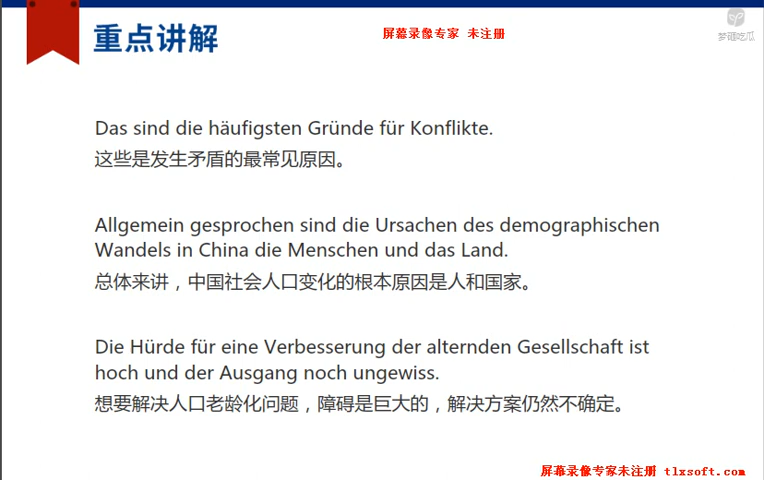 重点讲解
屏幕录像专家 未注册
梦蓝吃瓜
Das sind die häufigsten Gründe für Konflikte.
这些是发生矛盾的最常见原因。
Allgemein gesprochen sind die Ursachen des demographischen
Wandels in China die Menschen und das Land.
总体来讲，中国社会人口变化的根本原因是人和国家。
Die Hürde für eine Verbesserung der alternden Gesellschaft ist
hoch und der Ausgang noch ungewiss.
想要解决人口老龄化问题，障碍是巨大的，解决方案仍然不确定。
屏幕录像专家未注册 tlxsoft.com